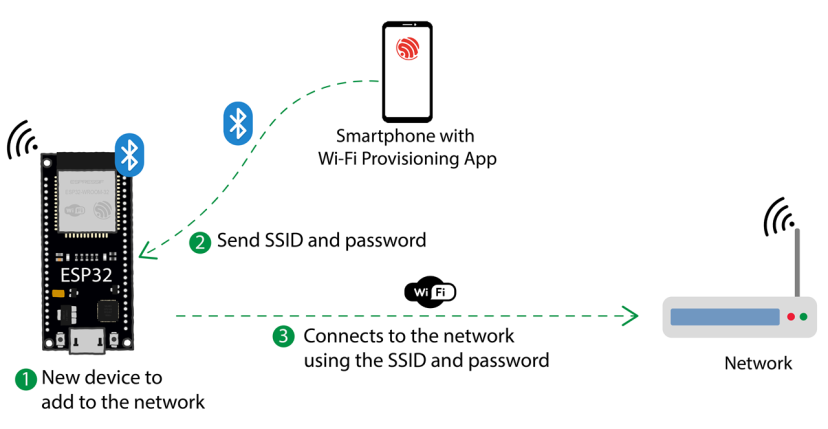 Smartphone with
Wi-Fi Provisioning App
2 Send SSID and password
ESP32
Wi Fi
3 Connects to the network
using the SSID and password
Network
1 New device to
add to the network